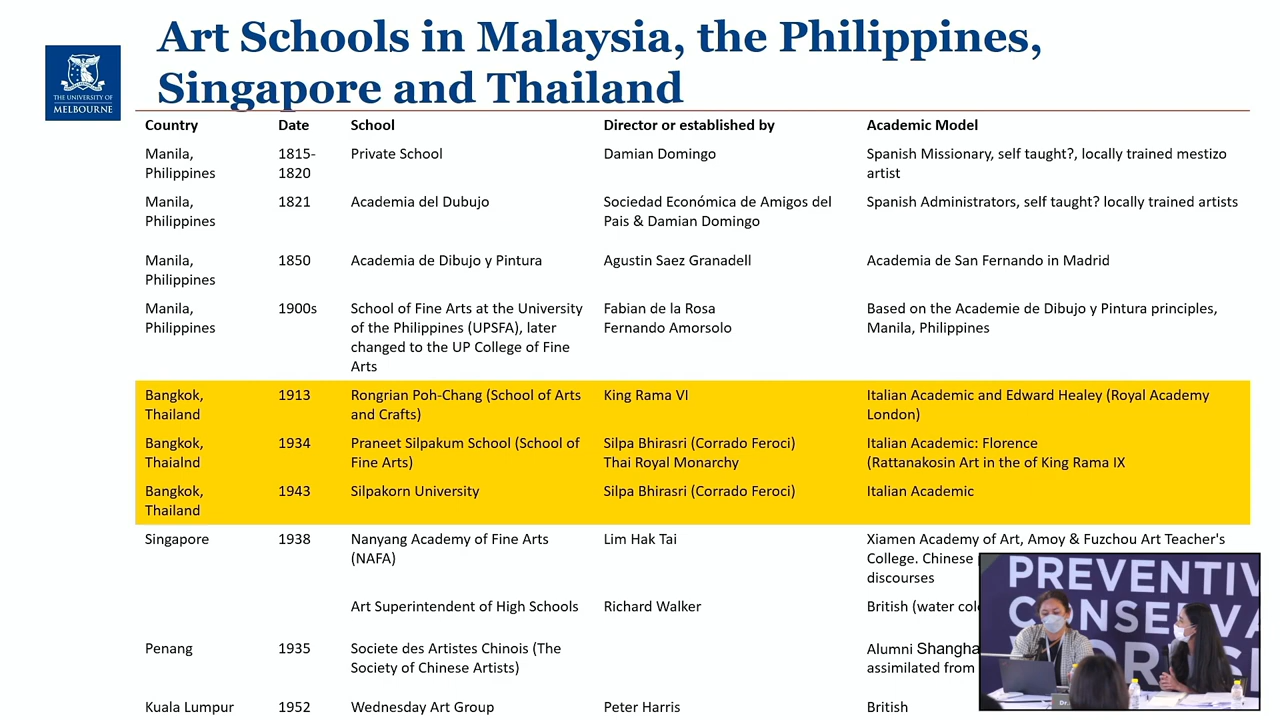 Art Schools in Malaysia, the Philippines,
Singapore and Thailand
THE UNIVERSITY OF
MELBOURNE
Country Date School Director or established by Academic Model
Manila, Philippines 1815-1820 Private School Damian Domingo Spanish Missionary, self taught?, locally trained mestizo artist
Manila, Philippines 1821 Academia del Dubujo Sociedad Económica de Amigos del Pais & Damian Domingo Spanish Administrators, self taught? locally trained artists
Manila, Philippines 1850 Academia de Dibujo y Pintura Agustin Saez Granadell Academia de San Fernando in Madrid
Manila, Philippines 1900s School of Fine Arts at the University of the Philippines (UPSFA), later changed to the UP College of Fine Arts Fabian de la Rosa Fernando Amorsolo Based on the Academie de Dibujo y Pintura principles, Manila, Philippines
Bangkok, Thailand 1913 Rongrian Poh-Chang (School of Arts and Crafts) King Rama VI Italian Academic and Edward Healey (Royal Academy London)
Bangkok, Thaialnd 1934 Praneet Silpakum School (School of Fine Arts) Silpa Bhirasri (Corrado Feroci) Thai Royal Monarchy Italian Academic: Florence (Rattanakosin Art in the of King Rama IX
Bangkok, Thailand 1943 Silpakorn University Silpa Bhirasri (Corrado Feroci) Italian Academic
Singapore 1938 Nanyang Academy of Fine Arts (NAFA) Lim Hak Tai Xiamen Academy of Art, Amoy & Fuzchou Art Teacher's College. Chinese discourses
Art Superintendent of High Schools Richard Walker British (water
Penang 1935 Societe des Artistes Chinois (The Society of Chinese Artists) Alumni Shangha assimilated from
Kuala Lumpur 1952 Wednesday Art Group Peter Harris British
PREVENTIV
CONSERVA